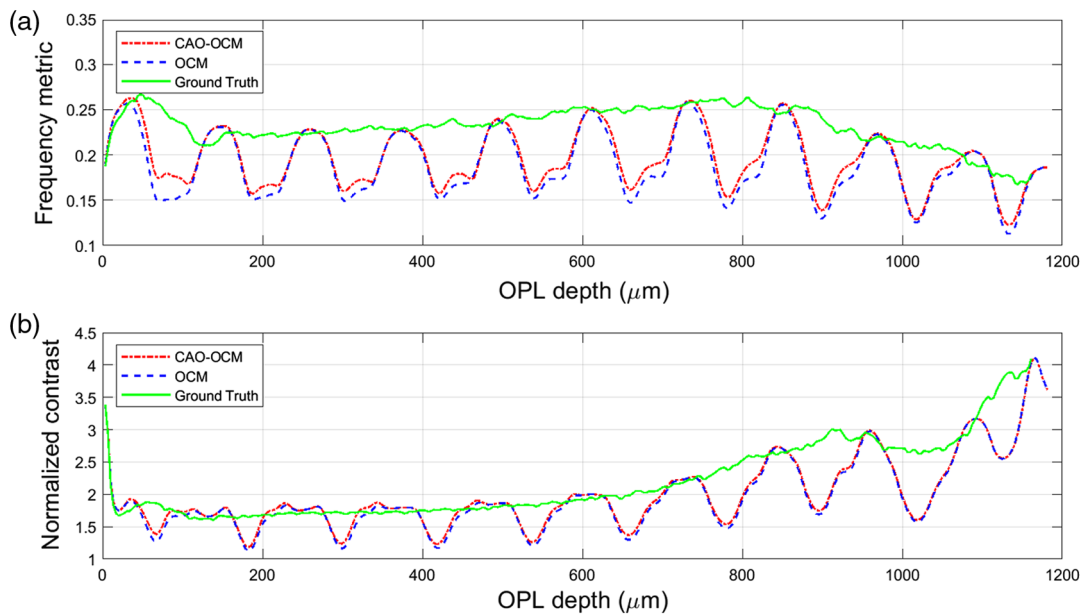 (a)
Frequency metric
0.35
0.3
0.25
0.2
0.15
0.1
CAO-OCM
OCM
Ground Truth
0
200
400
600
800
1000
1200
OPL depth (μm)
(b)
Normalized contrast
4.5
4
3.5
3
2.5
2
1.5
1
CAO-OCM
OCM
Ground Truth
0
200
400
600
800
1000
1200
OPL depth (μm)